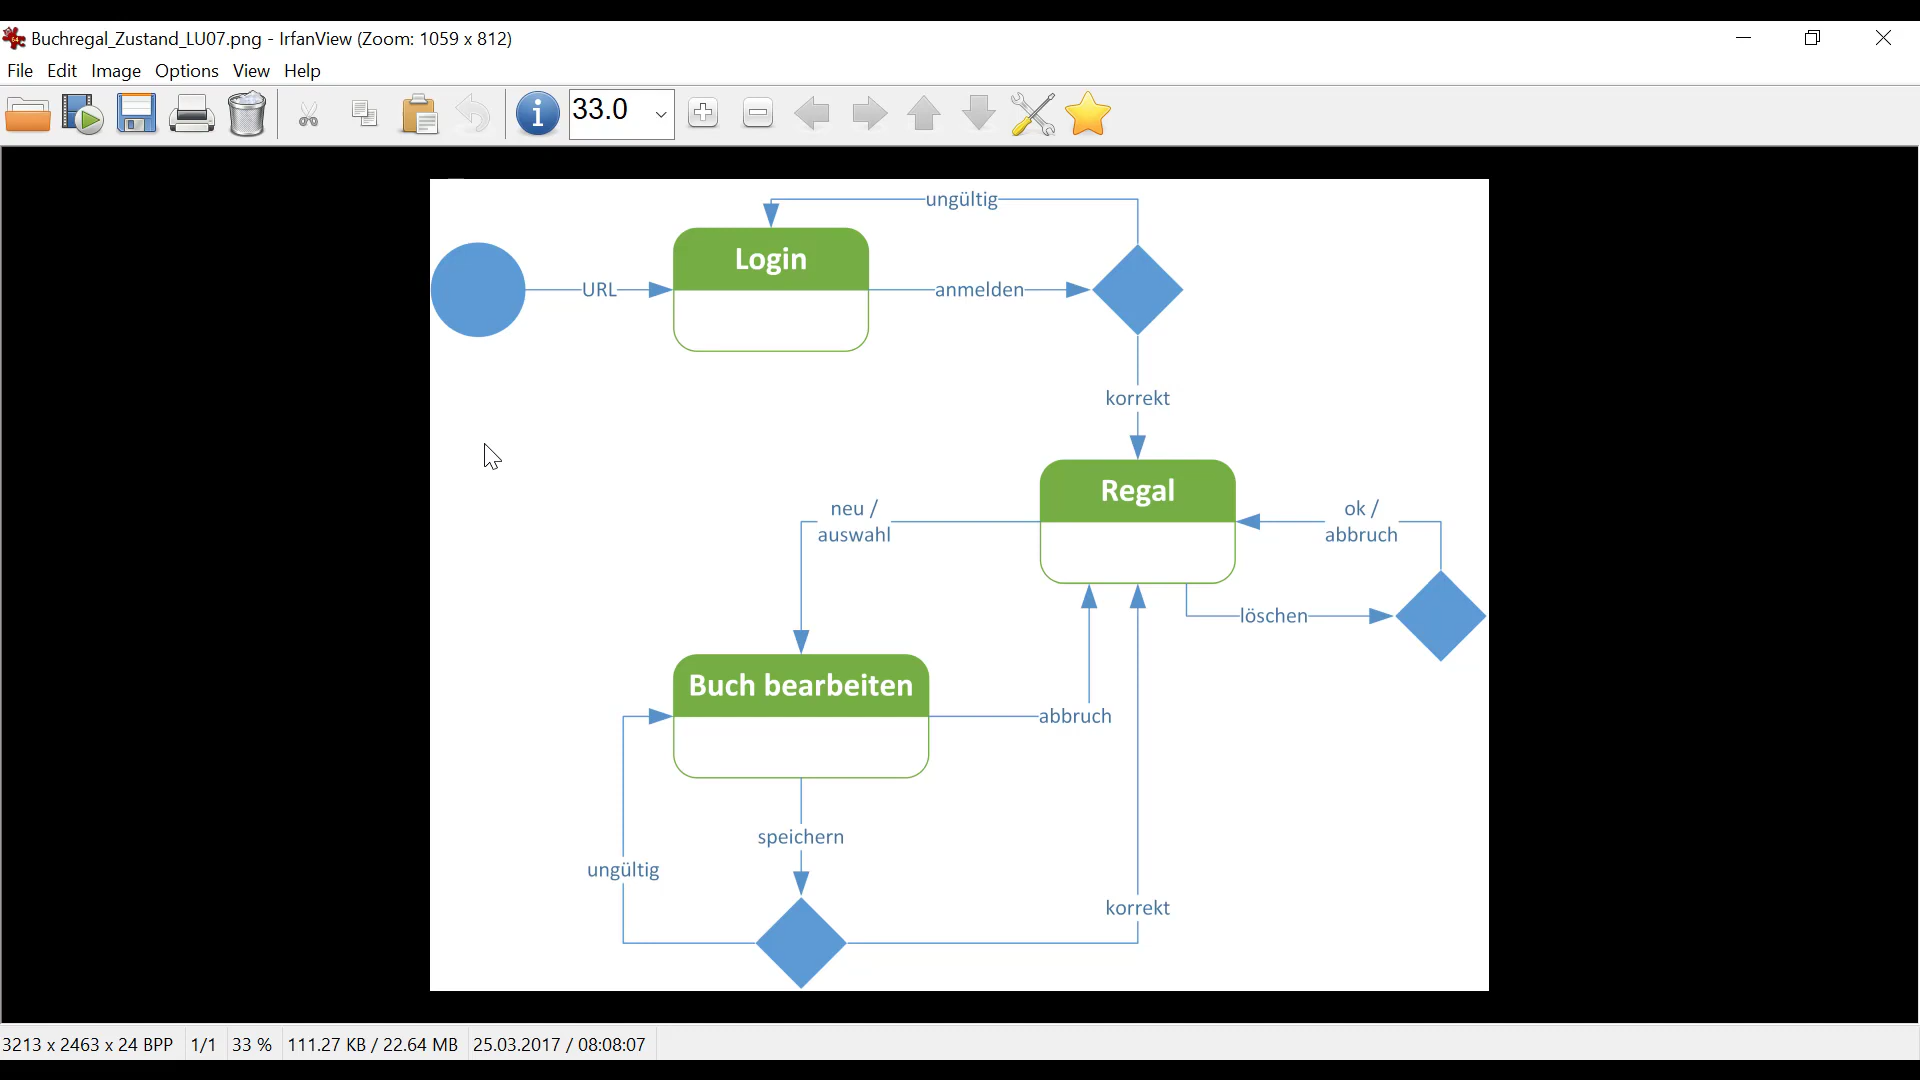 Buchregal_Zustand_LU07.png - IrfanView (Zoom: 1059 x 812)
File Edit Image Options View Help
33.0
ungültig
Login
URL
anmelden
korrekt
Regal
neu /
auswahl
ok /
abbruch
löschen
Buch bearbeiten
abbruch
speichern
ungültig
korrekt
3213 x 2463 x 24 BPP 1/1 33 % 111.27 KB / 22.64 MB 25.03.2017 / 08:08:07